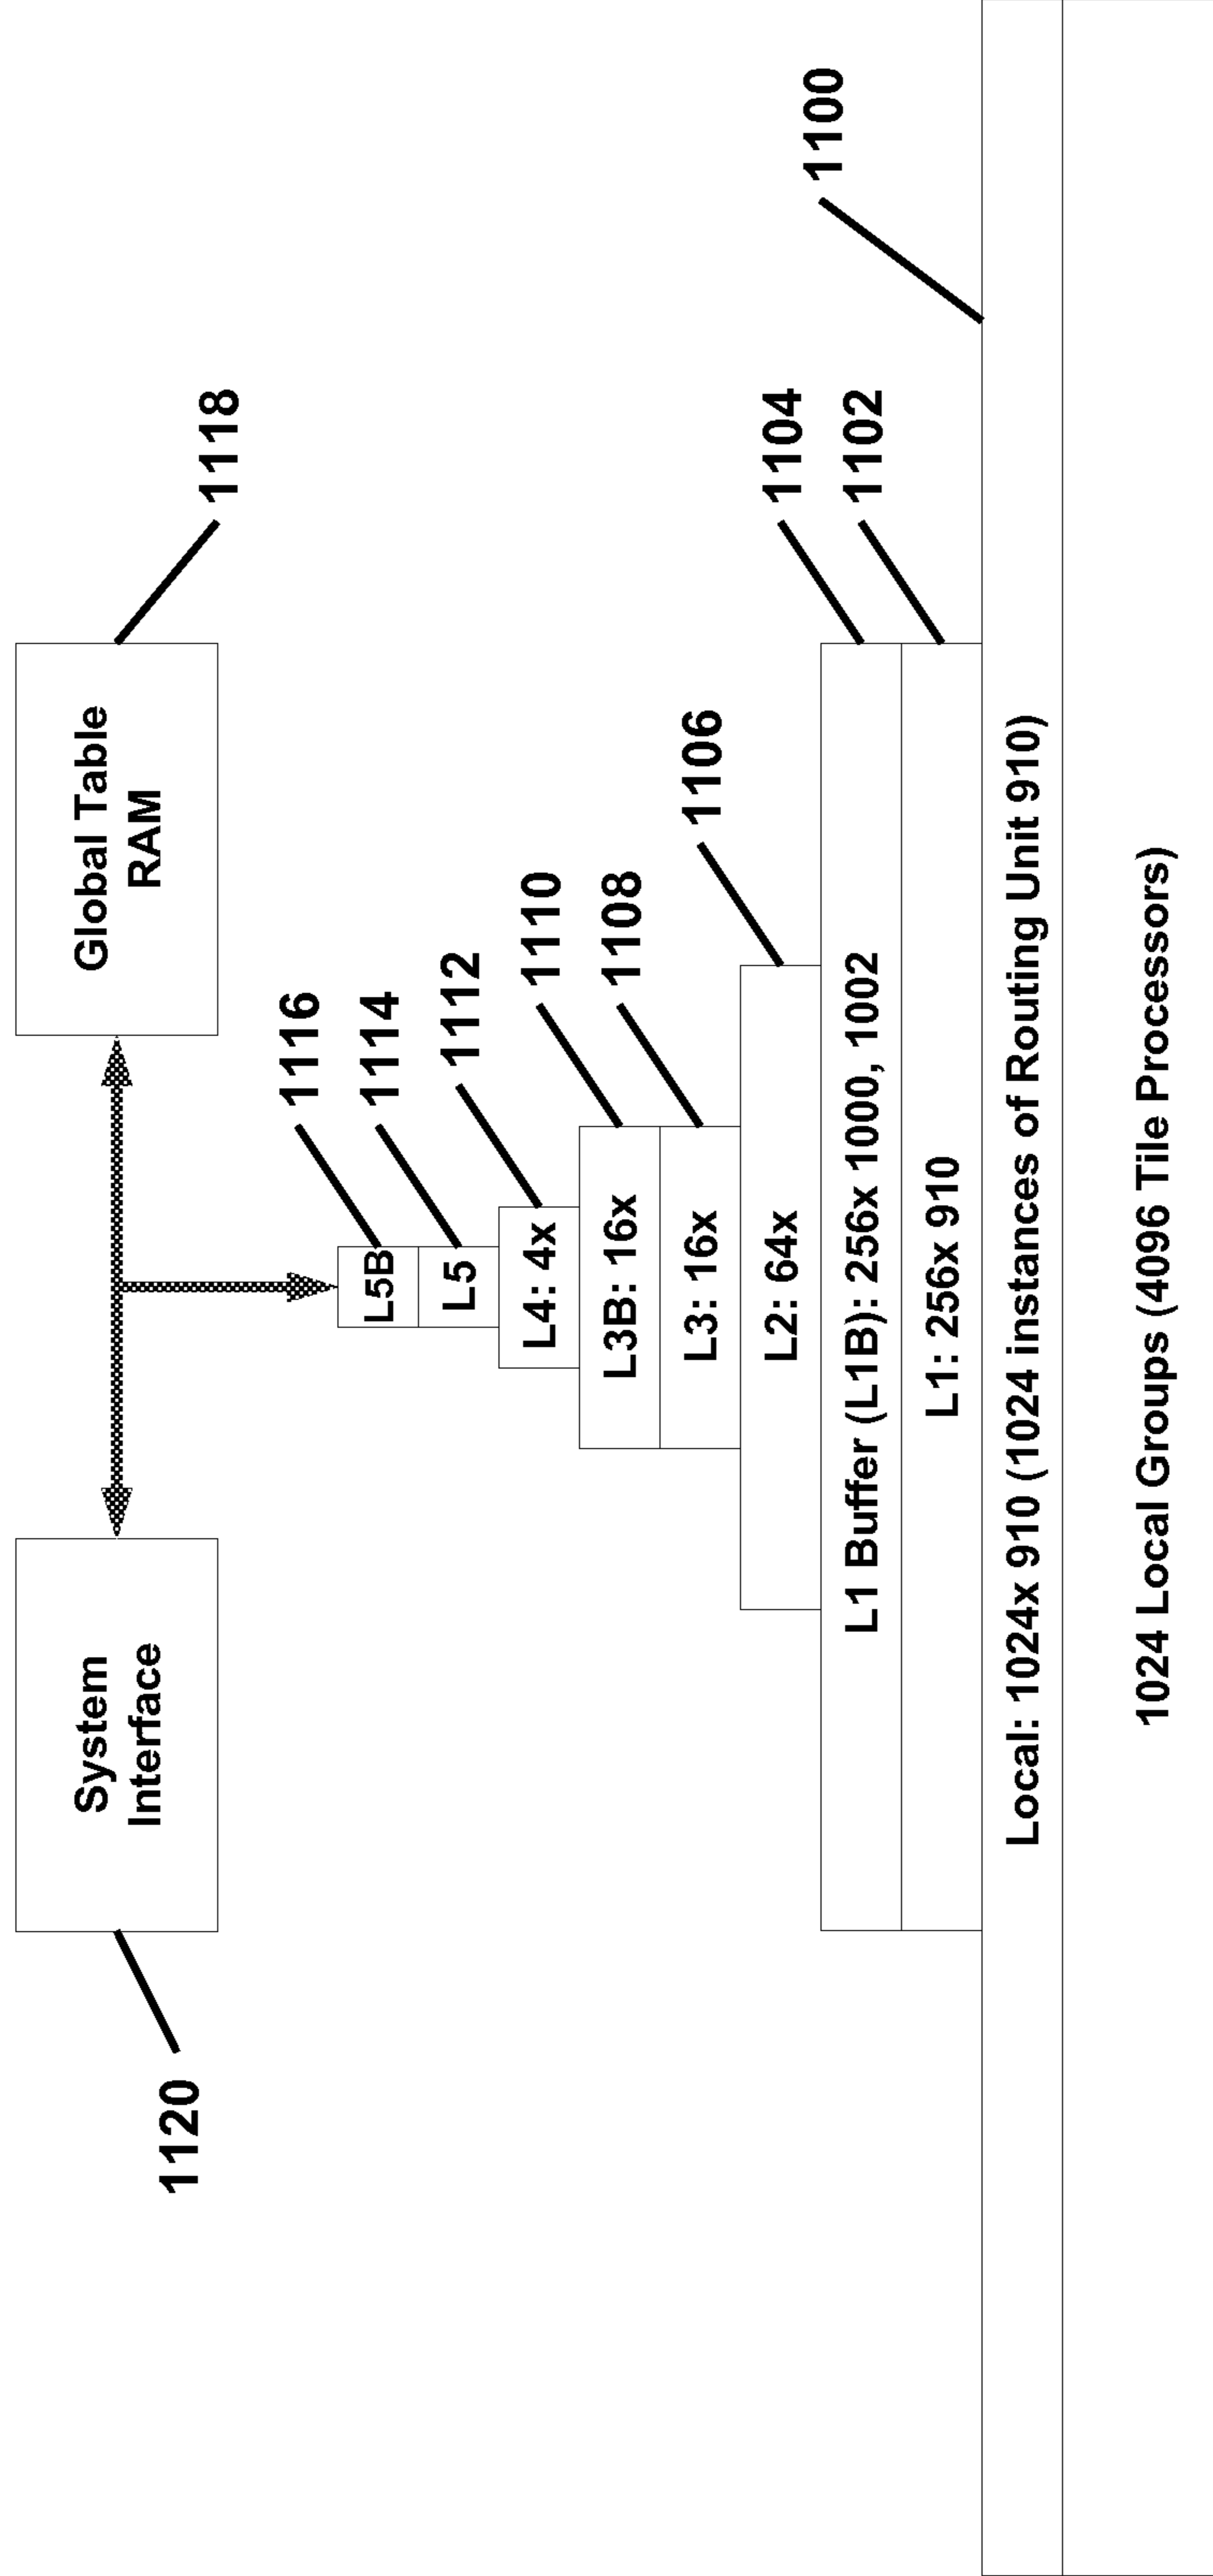 System
Interface
Global Table
RAM
1120
1118
L5B
1116
L5
1114
L4: 4x
1112
L3B: 16x
1110
L3: 16x
1108
L2: 64x
1106
L1 Buffer (L1B): 256x 1000, 1002
1104
L1: 256x 910
1102
1100
Local: 1024x 910 (1024 instances of Routing Unit 910)
1024 Local Groups (4096 Tile Processors)